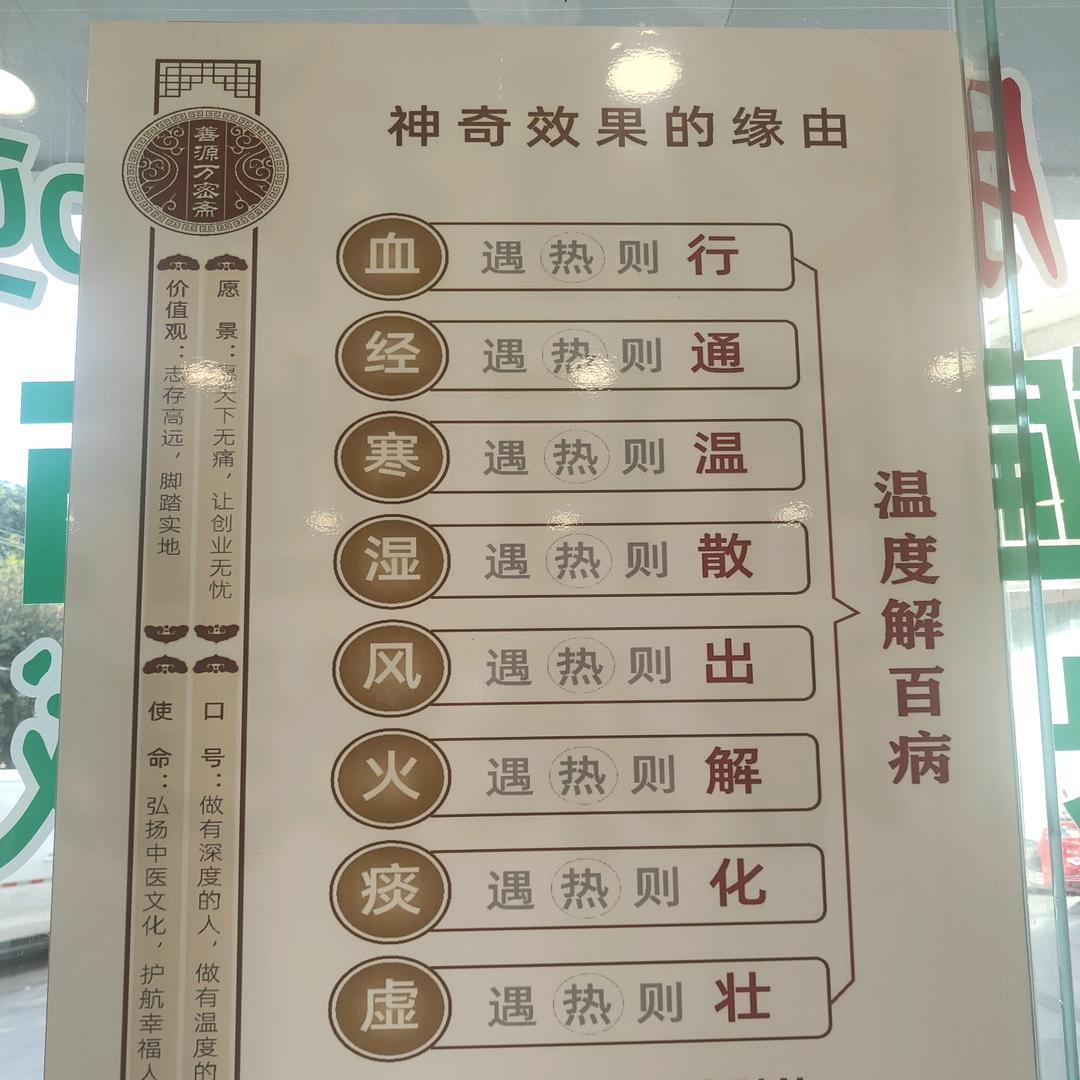 神奇效果的缘由
善源万密斋
愿景：愿天下无痛，让创业无忧
价值观：志存高远，脚踏实地
口号：做有深度的人，做有温度的
使命：弘扬中医文化，护航幸福人
血 遇热则行
经 遇热则通
寒 遇热则温
湿 遇热则散
风 遇热则出
火 遇热则解
痰 遇热则化
虚 遇热则壮
温度解百病